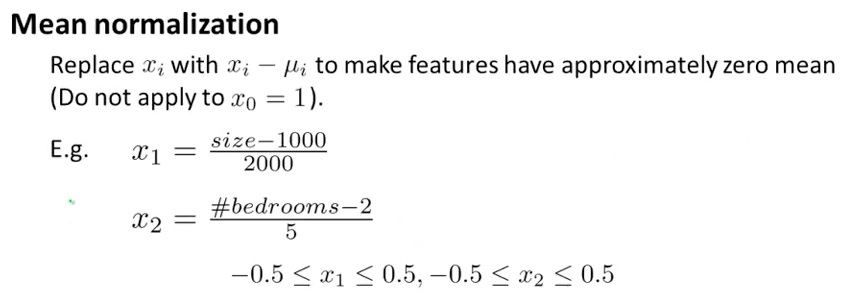 Mean normalization
Replace $x_i$ with $x_i - \mu_i$ to make features have approximately zero mean
(Do not apply to $x_0 = 1$).
E.g. $x_1 = \frac{size-1000}{2000}$
$x_2 = \frac{\#bedrooms-2}{5}$
$-0.5 \leq x_1 \leq 0.5, -0.5 \leq x_2 \leq 0.5$